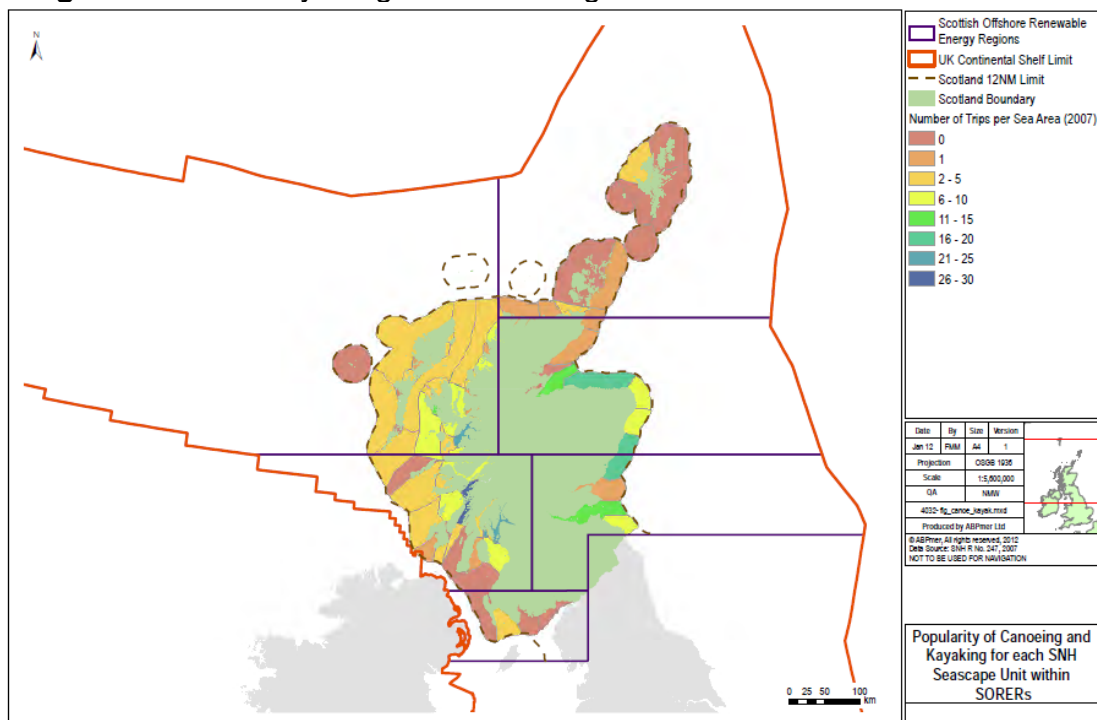 N
0 25 50 100
km
Scottish Offshore Renewable
Energy Regions
UK Continental Shelf Limit
Scotland 12NM Limit
Scotland Boundary
Number of Trips per Sea Area (2007)
0
1
2 - 5
6 - 10
11 - 15
16 - 20
21 - 25
26 - 30
Date By Size Version
Jan 12 FMM A4 1
Projection OSGB 1936
Scale 1:5,600,000
QA NMW
4032- fig_canoe_kayak.mxd
Produced by ABPmer Ltd
© ABPmer, All rights reserved, 2012
Data Source: SNH R No. 247, 2007
NOT TO BE USED FOR NAVIGATION
Popularity of Canoeing and
Kayaking for each SNH
Seascape Unit within
SORERs